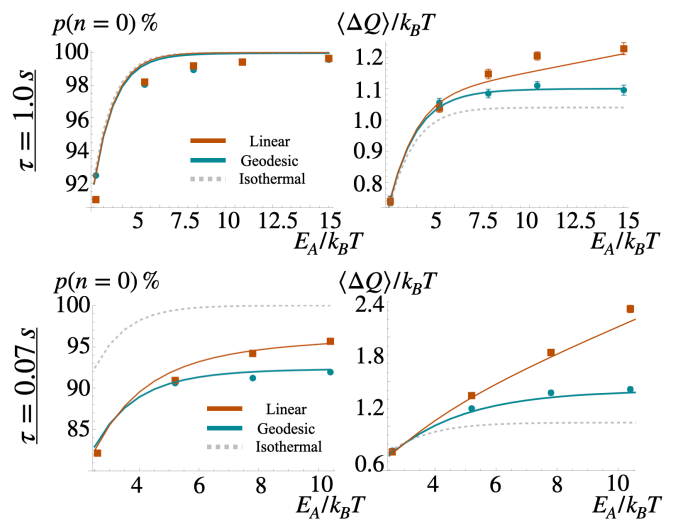 p(n = 0) %
100
98
96
94
92
5
7.5
10
12.5
15
E_A/k_BT
Linear
Geodesic
Isothermal
τ = 1.0 s
⟨ΔQ⟩/k_BT
1.2
1.1
1.0
0.9
0.8
5
7.5
10
12.5
15
E_A/k_BT
p(n = 0) %
100
95
90
85
4
6
8
10
E_A/k_BT
Linear
Geodesic
Isothermal
τ = 0.07 s
⟨ΔQ⟩/k_BT
2.4
1.8
1.2
0.6
4
6
8
10
E_A/k_BT